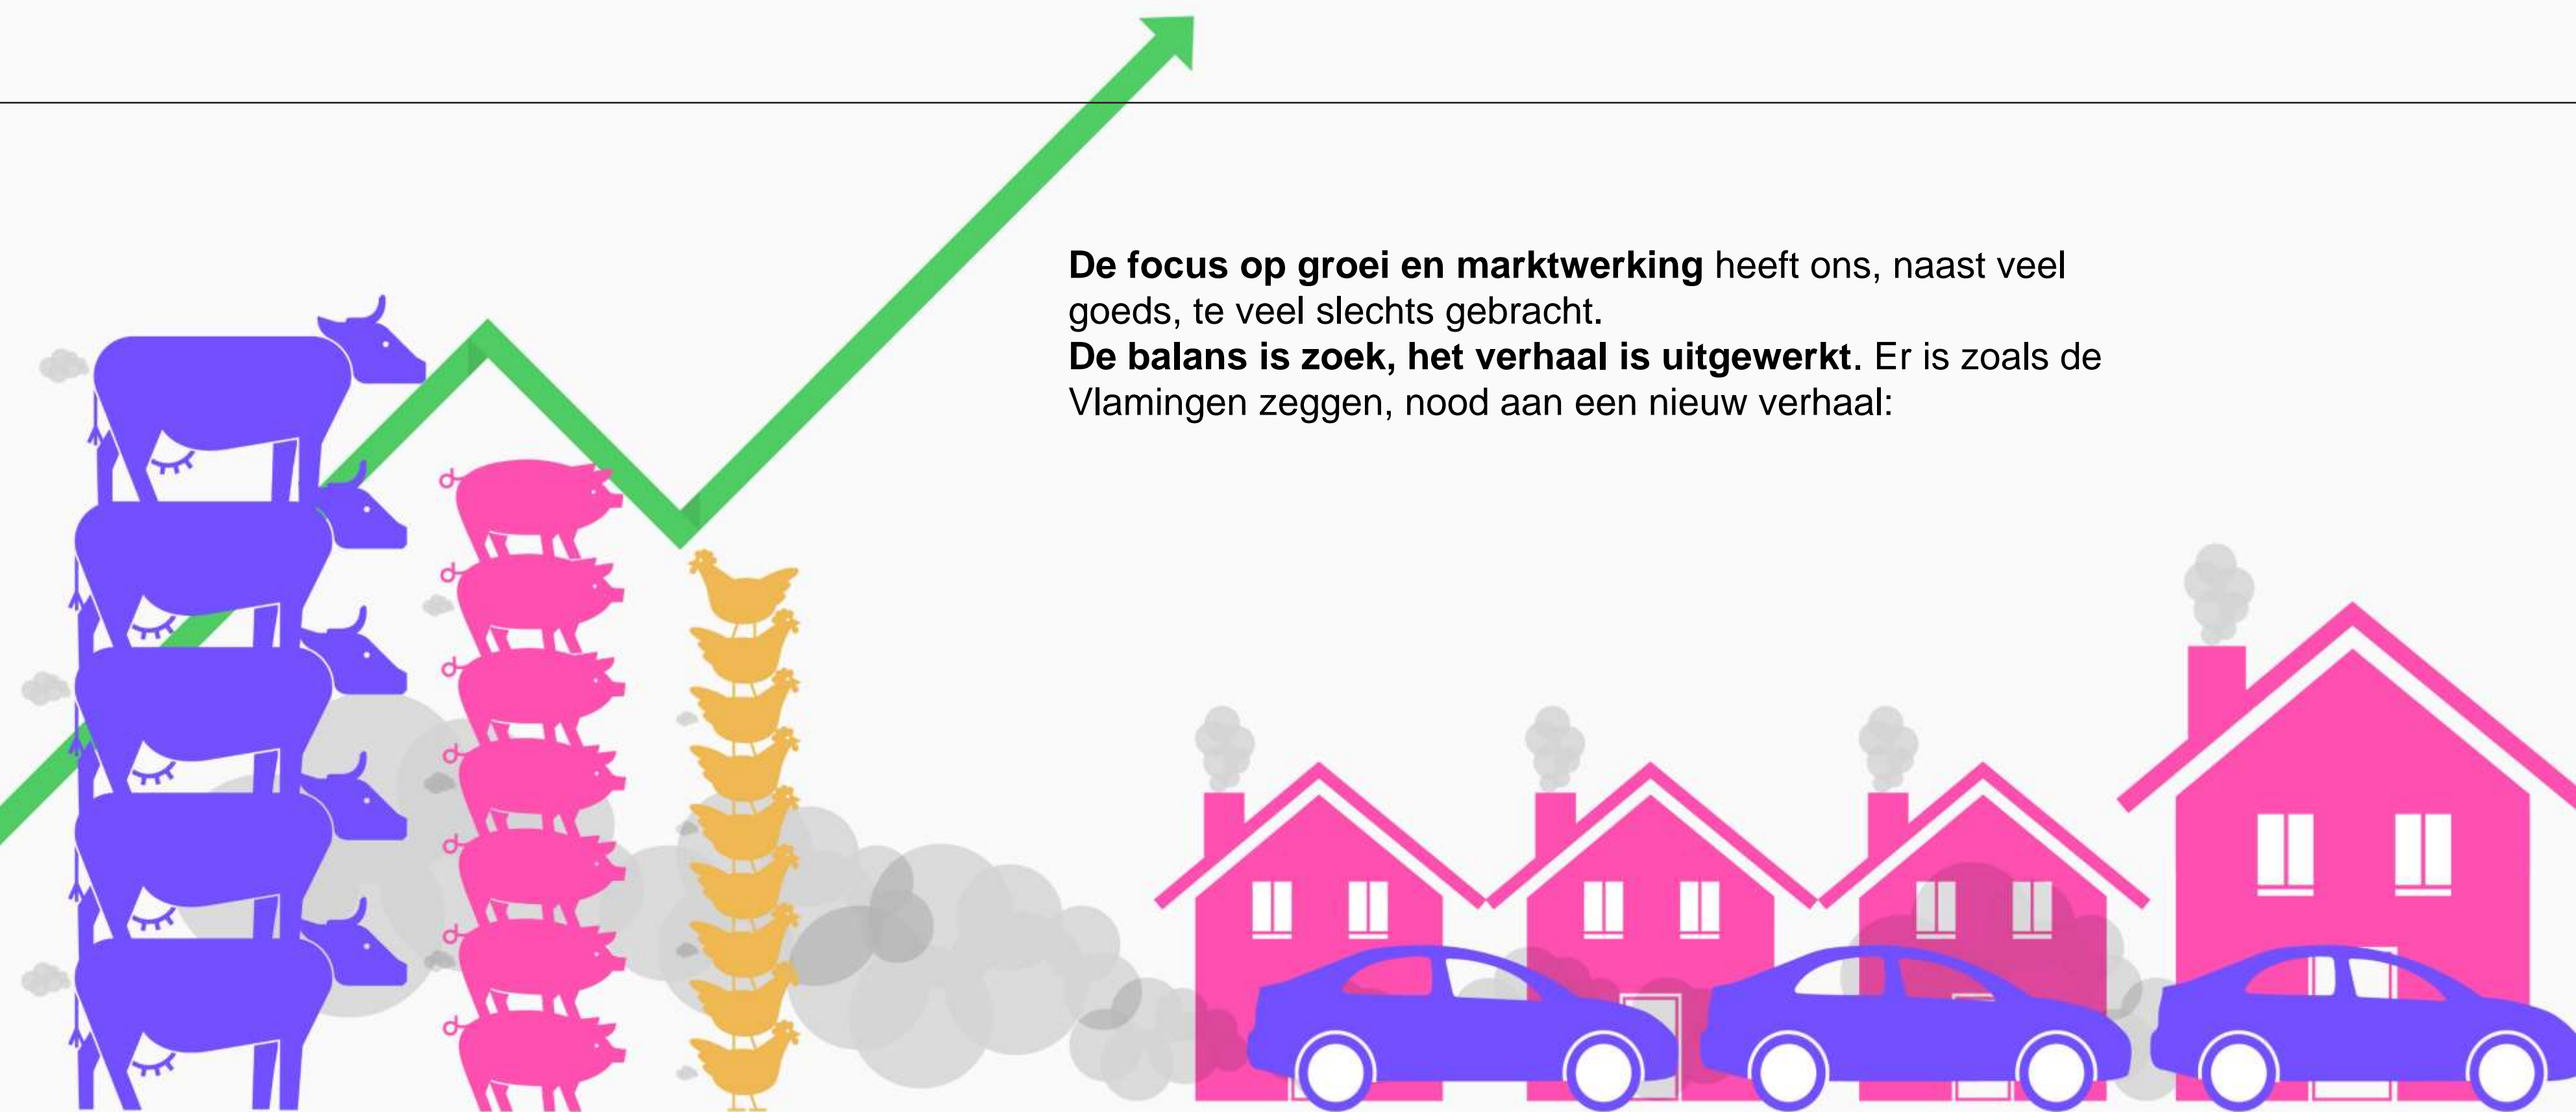 De focus op groei en marktwerking heeft ons, naast veel
goeds, te veel slechts gebracht.
De balans is zoek, het verhaal is uitgewerkt. Er is zoals de
Vlamingen zeggen, nood aan een nieuw verhaal: